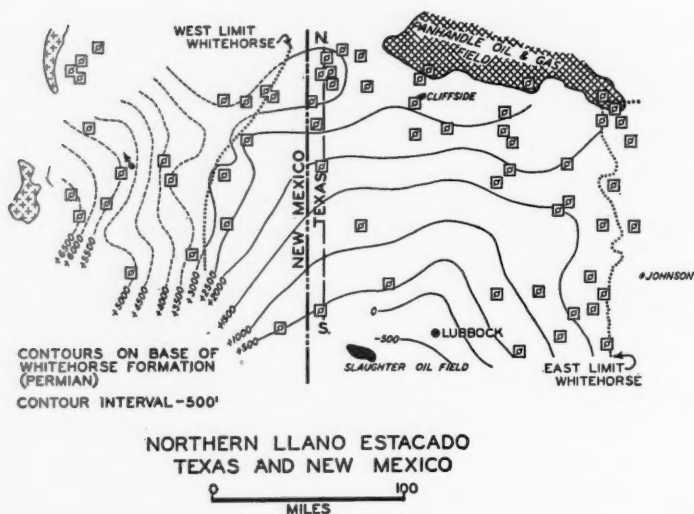 WEST LIMIT
WHITEHORSE
N.
PANHANDLE OIL & GAS
FIELD
CLIFFSIDE
NEW MEXICO
TEXAS
+6500
+6000
+5500
+5000
+4500
+4000
+3500
+3000
+2500
+2000
+1500
+1000
+500
0
-500
S.
JOHNSON
LUBBOCK
SLAUGHTER OIL FIELD
EAST LIMIT
WHITEHORSE
CONTOURS ON BASE OF
WHITEHORSE FORMATION
(PERMIAN)
CONTOUR INTERVAL-500'
NORTHERN LLANO ESTACADO
TEXAS AND NEW MEXICO
0 100
MILES